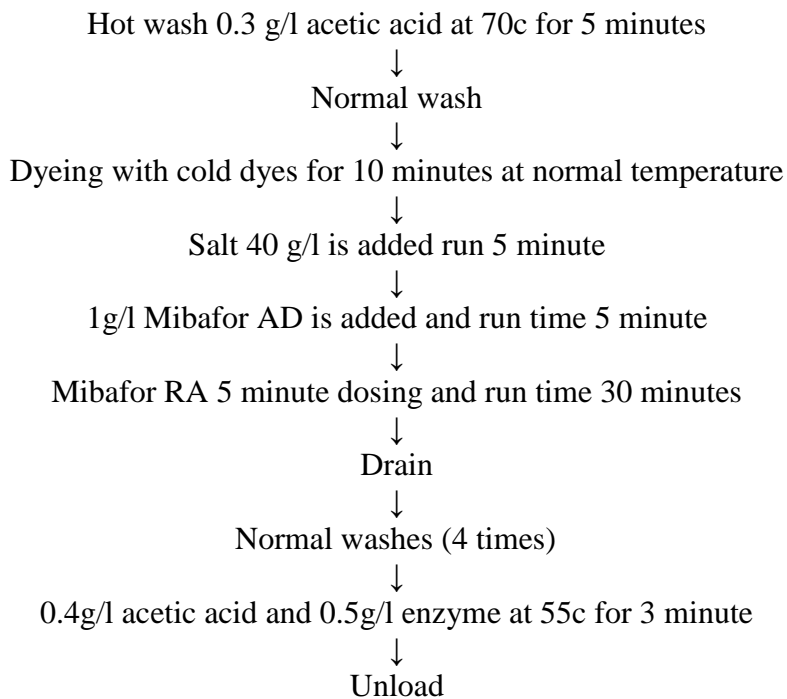 Hot wash 0.3 g/l acetic acid at 70c for 5 minutes
↓
Normal wash
↓
Dyeing with cold dyes for 10 minutes at normal temperature
↓
Salt 40 g/l is added run 5 minute
↓
1g/l Mibafor AD is added and run time 5 minute
↓
Mibafor RA 5 minute dosing and run time 30 minutes
↓
Drain
↓
Normal washes (4 times)
↓
0.4g/l acetic acid and 0.5g/l enzyme at 55c for 3 minute
↓
Unload